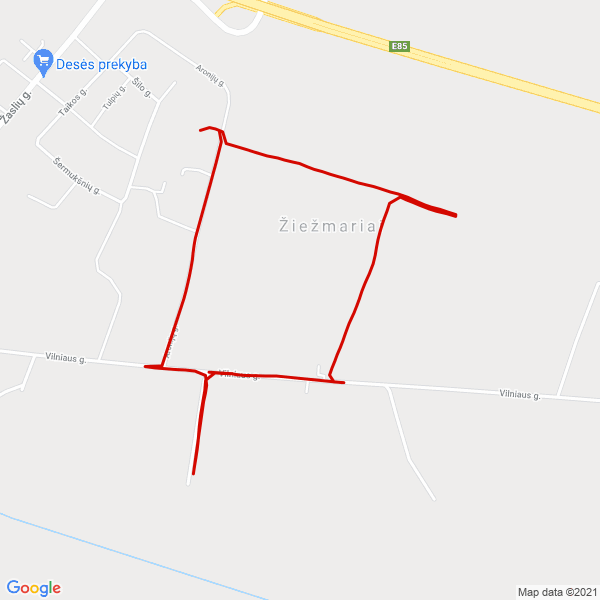 E85
Desės prekyba
Aronijų g.
Šilo g.
Žaslių g.
Taikos g.
Tulpių g.
Šermukšnių g.
Žiežmariai
Vilniaus g.
Vilniaus g.
Vilniaus g.
Google
Map data ©2021